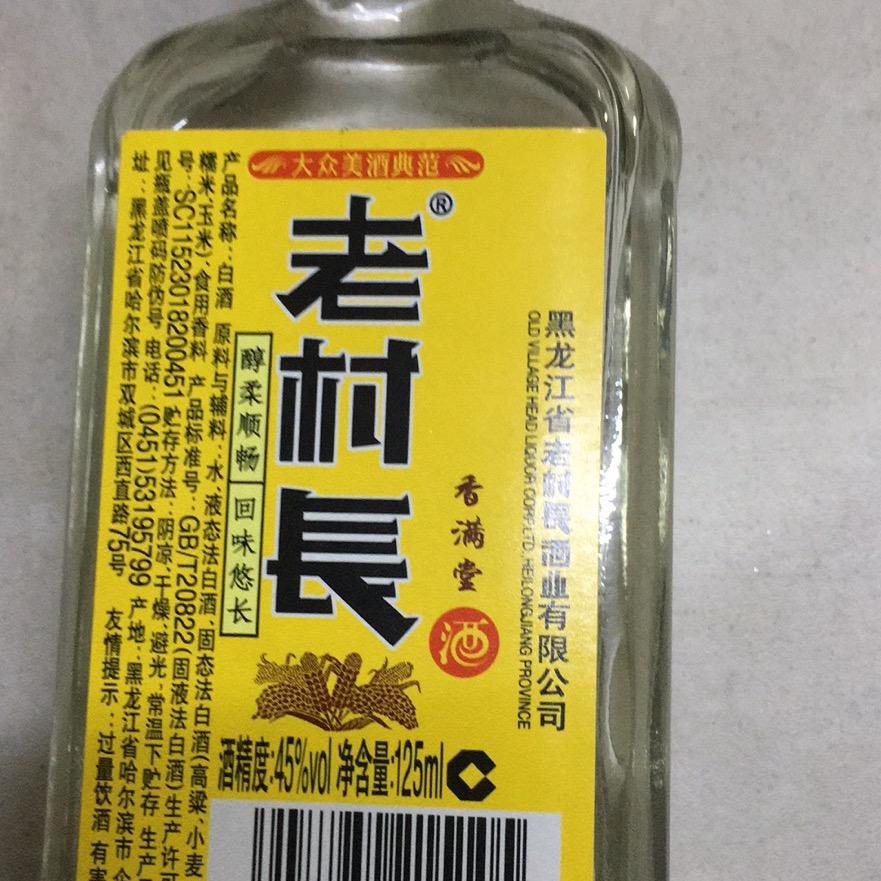 大众美酒典范
老村長®
醇柔顺畅 回味悠长
香满堂
酒
黑龙江省老村長酒业有限公司
OLD VILLAGE HEAD LIQUOR CORP.LTD., HEILONGJIANG PROVINCE
产品名称：白酒 原料与辅料：水、液态法白酒、固态法白酒(高粱、小麦
糯米、玉米)、食用香料 产品标准号：GB/T20822(固液法白酒)生产许可
号：SC11523018200451 贮存方法：阴凉、干燥、避光、常温下贮存 生产
见瓶盖喷码防伪号 电话：(0451)53195799 产地：黑龙江省哈尔滨市
址：黑龙江省哈尔滨市双城区西直路75号 友情提示：过量饮酒 有害
酒精度:45%vol 净含量:125ml